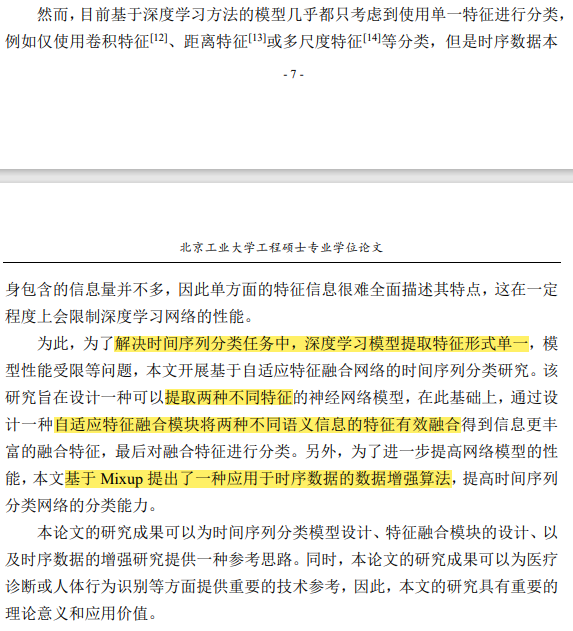 然而，目前基于深度学习方法的模型几乎都只考虑到使用单一特征进行分类，
例如仅使用卷积特征[12]、距离特征[13]或多尺度特征[14]等分类，但是时序数据本
- 7 -
北京工业大学工程硕士专业学位论文
身包含的信息量并不多，因此单方面的特征信息很难全面描述其特点，这在一定
程度上会限制深度学习网络的性能。
为此，为了解决时间序列分类任务中，深度学习模型提取特征形式单一，模
型性能受限等问题，本文开展基于自适应特征融合网络的时间序列分类研究。该
研究旨在设计一种可以提取两种不同特征的神经网络模型，在此基础上，通过设
计一种自适应特征融合模块将两种不同语义信息的特征有效融合得到信息更丰
富的融合特征，最后对融合特征进行分类。另外，为了进一步提高网络模型的性
能，本文基于 Mixup 提出了一种应用于时序数据的数据增强算法，提高时间序列
分类网络的分类能力。
本论文的研究成果可以为时间序列分类模型设计、特征融合模块的设计、以
及时序数据的增强研究提供一种参考思路。同时，本论文的研究成果可以为医疗
诊断或人体行为识别等方面提供重要的技术参考，因此，本文的研究具有重要的
理论意义和应用价值。